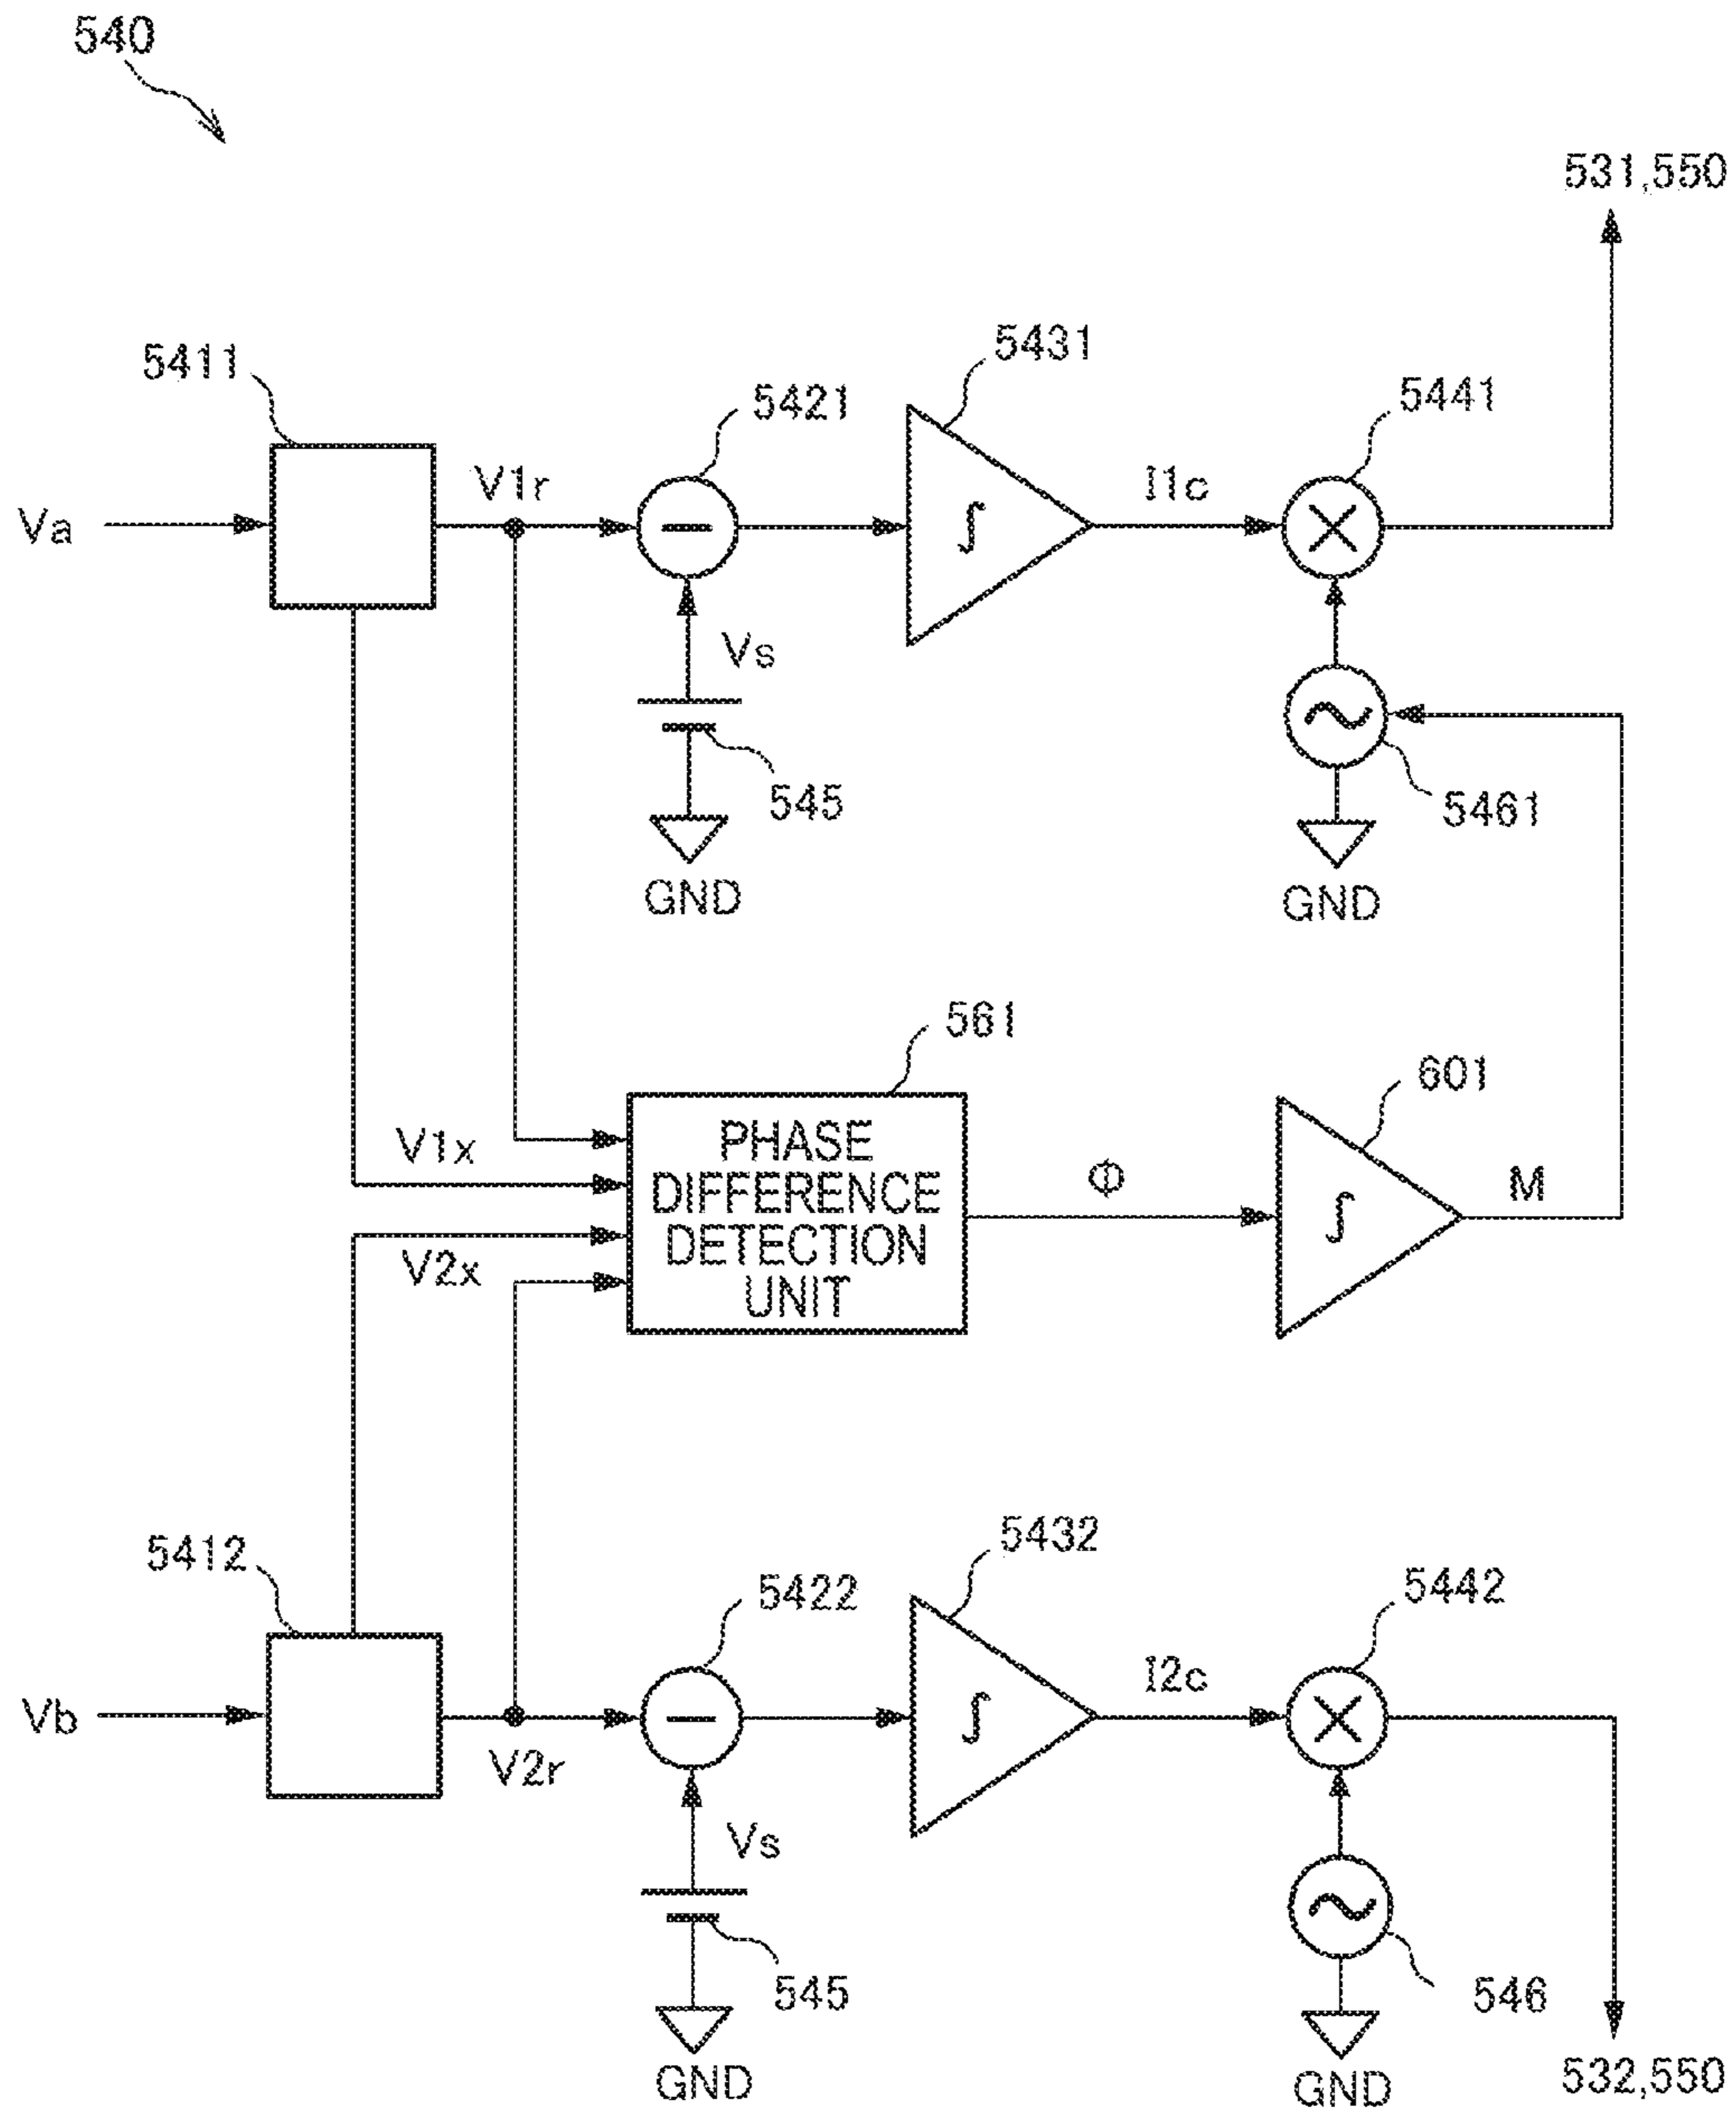 540
531,550
5431
5411
5441
5421
V1r
I1c
Va
Vs
545
5461
GND
GND
561
601
V1x
PHASE
DIFFERENCE
DETECTION
UNIT
Φ
M
V2x
5432
5412
5422
5442
I2c
Vb
V2r
Vs
545
546
GND
GND
532,550